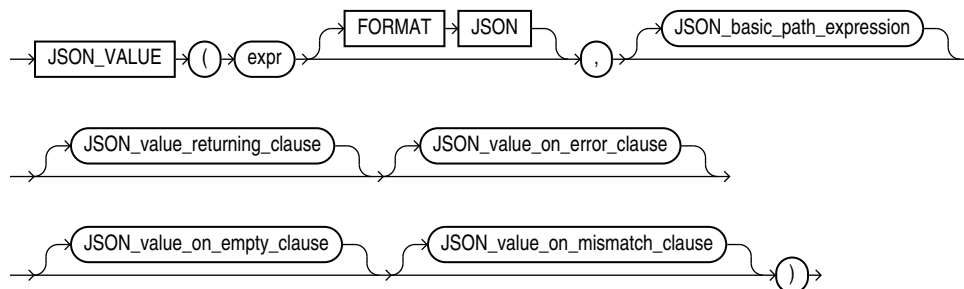 FORMAT JSON JSON_basic_path_expression
JSON_VALUE ( expr ,
JSON_value_returning_clause JSON_value_on_error_clause
JSON_value_on_empty_clause JSON_value_on_mismatch_clause
)